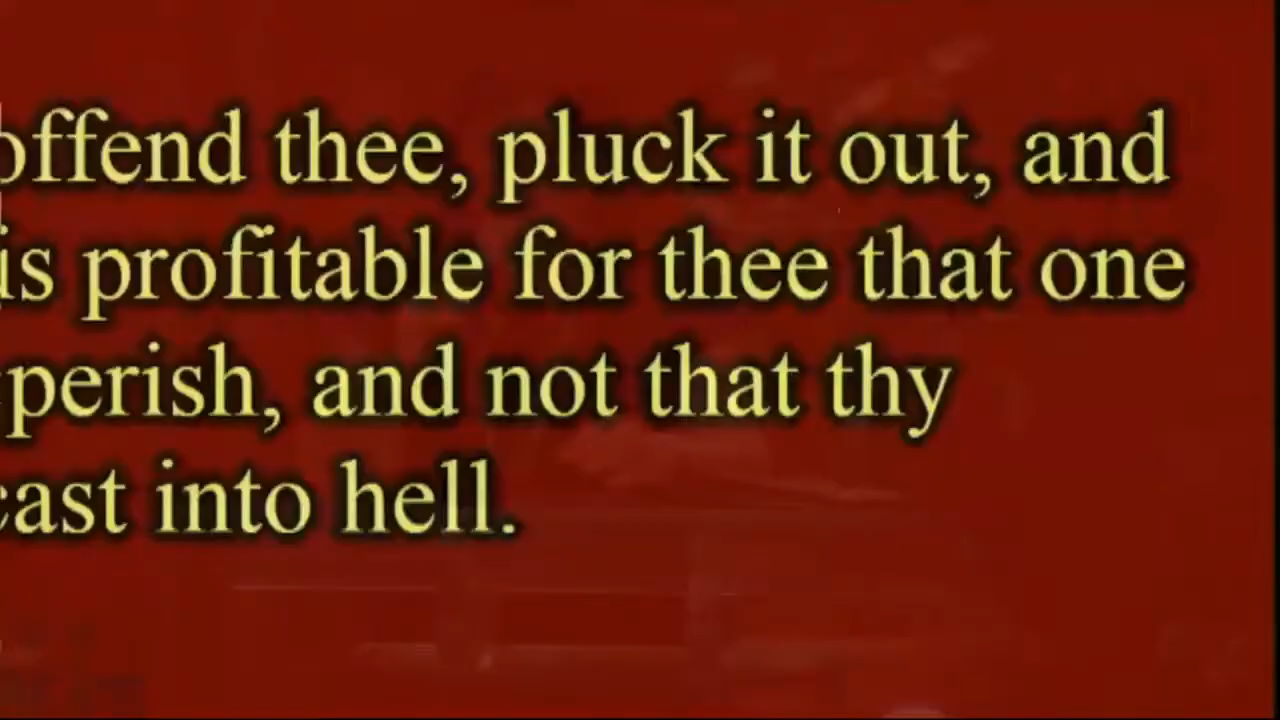 offend thee, pluck it out, and
is profitable for thee that one
perish, and not that thy
cast into hell.